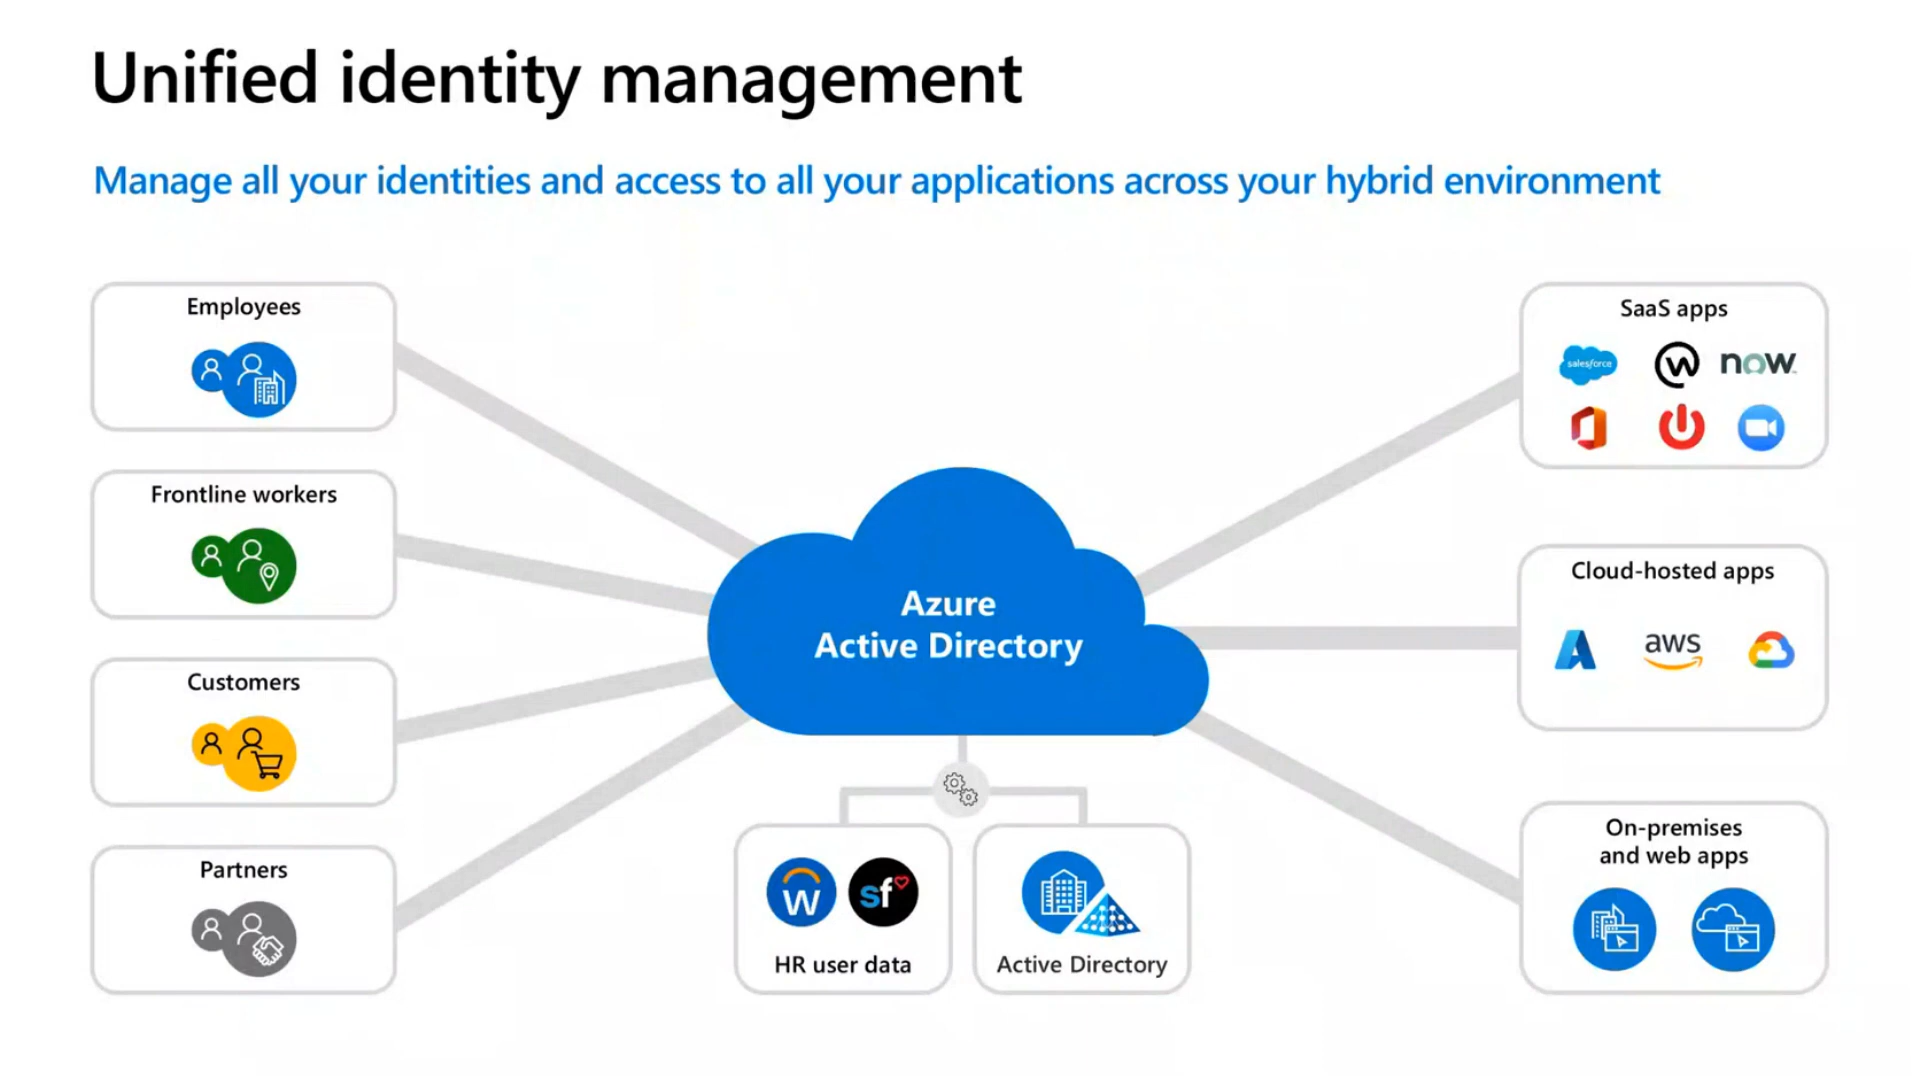 Unified identity management
Manage all your identities and access to all your applications across your hybrid environment
Employees
Frontline workers
Customers
Partners
Azure
Active Directory
W
sf
HR user data
Active Directory
SaaS apps
salesforce
W
now
Cloud-hosted apps
aws
On-premises
and web apps